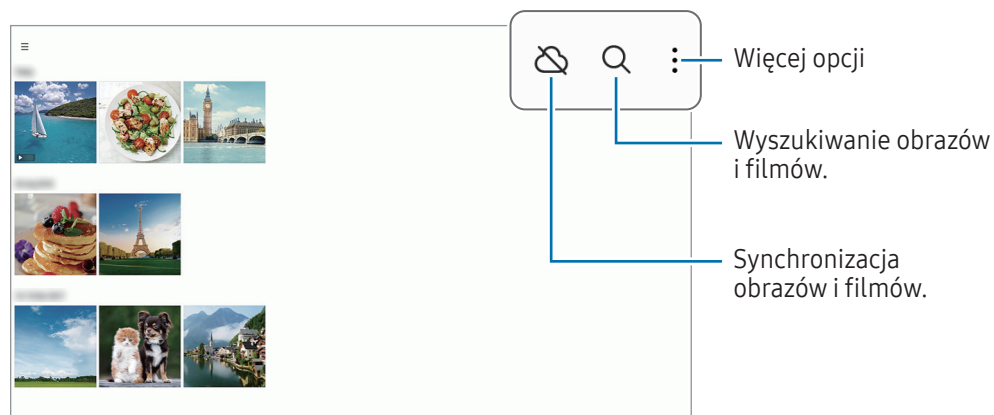 Więcej opcji
Wyszukiwanie obrazów
i filmów.
Synchronizacja
obrazów i filmów.